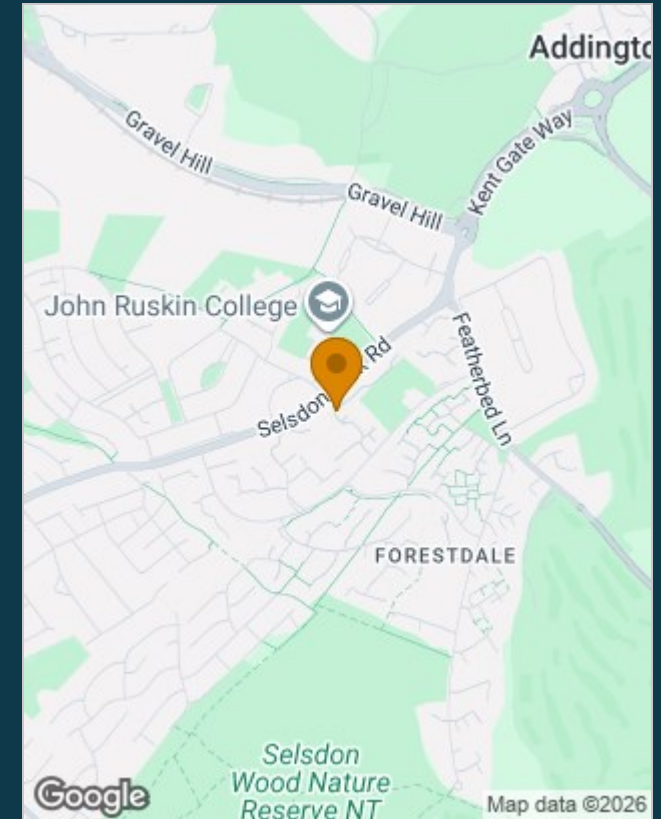 Addingto
Gravel Hill
Kent Gate Way
Gravel Hill
John Ruskin College
Featherbed Ln
Selsdon
Rd
FORESTDALE
Selsdon
Wood Nature
Reserve NT
Google
Map data ©2026